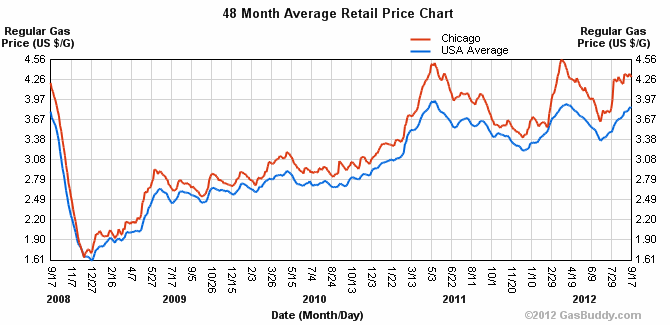 48 Month Average Retail Price Chart
Regular Gas
Price (US $/G)
Regular Gas
Price (US $/G)
Chicago
USA Average
4.56 4.56
4.26 4.26
3.97 3.97
3.67 3.67
3.38 3.38
3.08 3.08
2.79 2.79
2.49 2.49
2.20 2.20
1.90 1.90
1.61 1.61
9/17 11/7 12/27 2/16 4/7 5/27 7/17 9/5 10/26 12/15 2/3 3/26 5/15 7/4 8/24 10/13 12/3 1/22 3/13 5/3 6/22 8/11 10/1 11/20 1/10 2/29 4/19 6/9 7/29 9/17
2008 2009 2010 2011 2012
Date (Month/Day)
©2012 GasBuddy.com